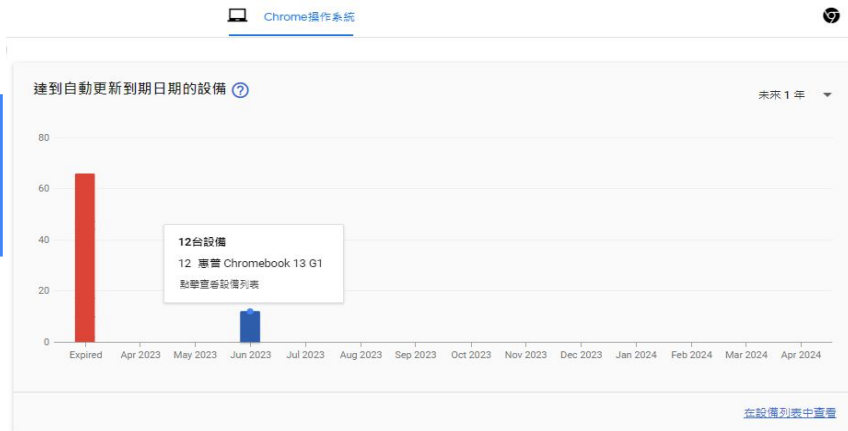 Chrome操作系統
達到自動更新到期日期的設備 ?
未來 1 年
80
60
40
20
0
12台設備
12 惠普 Chromebook 13 G1
點擊查看設備列表
Expired Apr 2023 May 2023 Jun 2023 Jul 2023 Aug 2023 Sep 2023 Oct 2023 Nov 2023 Dec 2023 Jan 2024 Feb 2024 Mar 2024 Apr 2024
在設備列表中查看